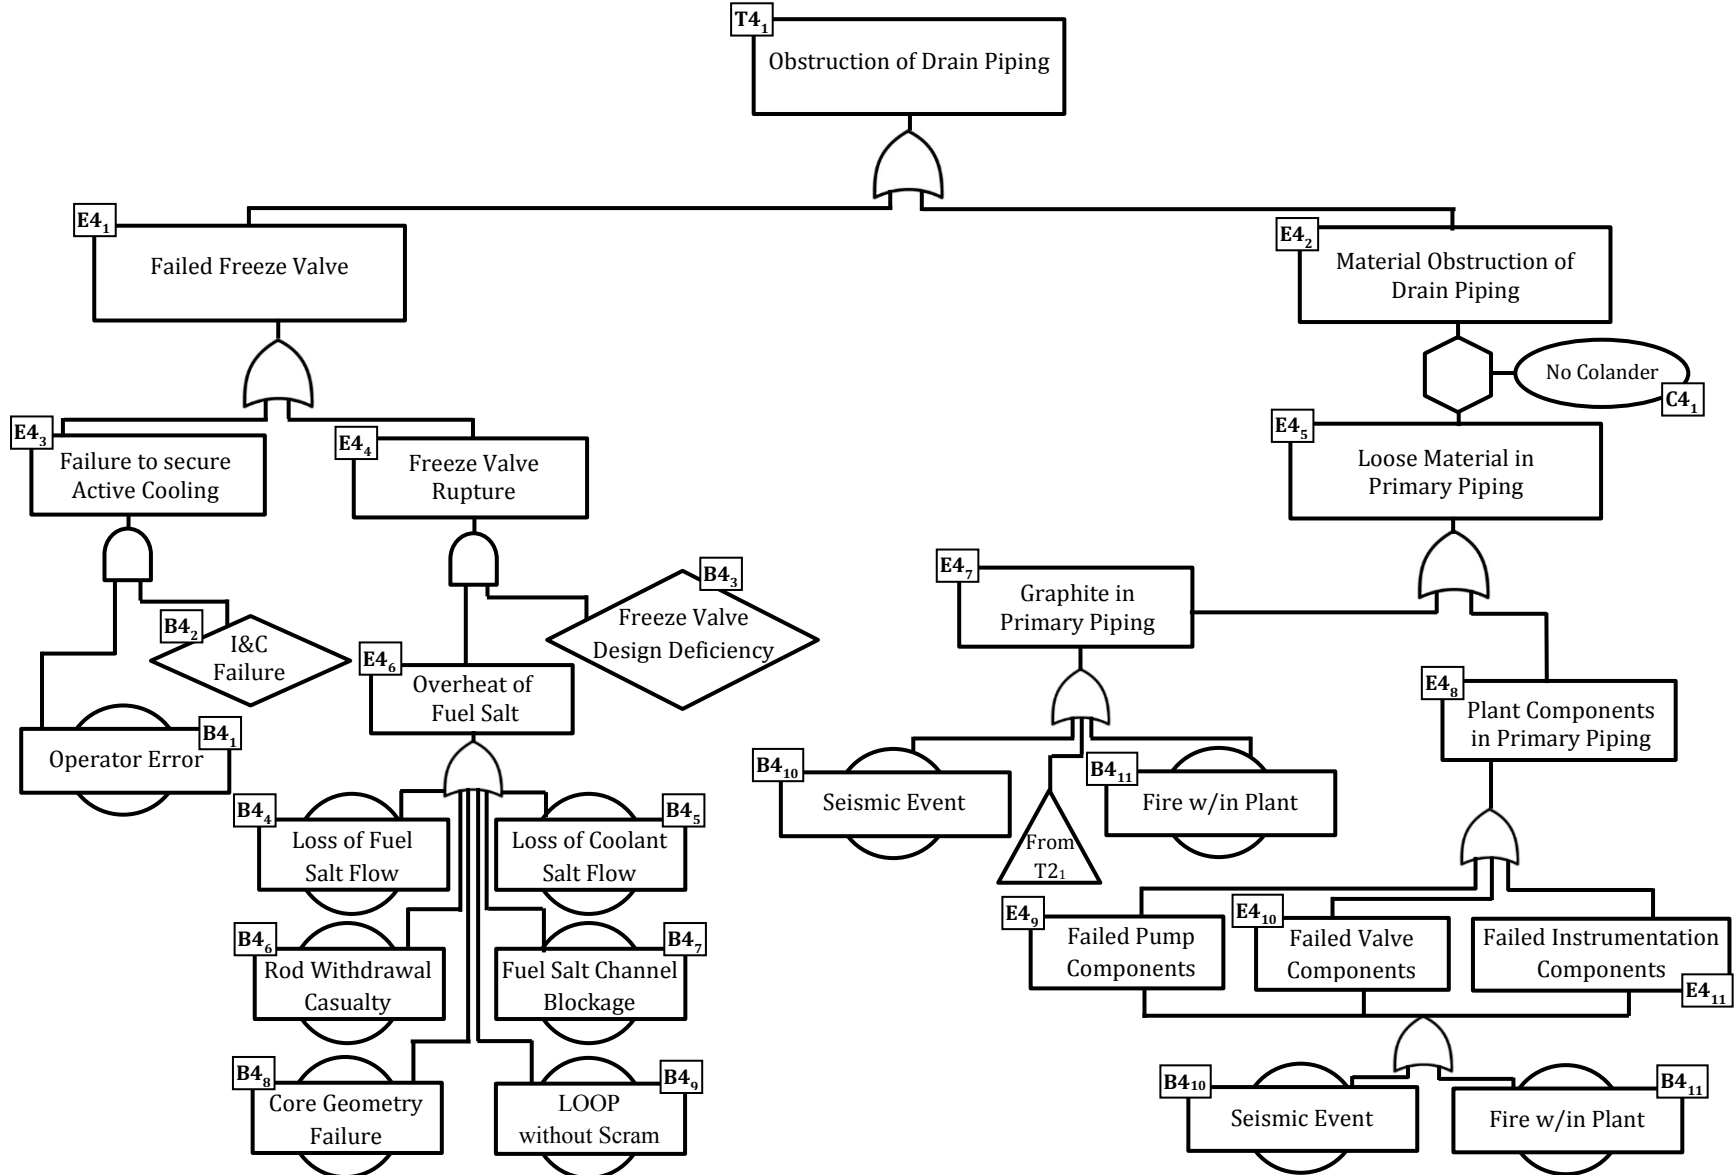 T4₁
Obstruction of Drain Piping
E4₁
Failed Freeze Valve
E4₂
Material Obstruction of
Drain Piping
No Colander
C4₁
E4₃
Failure to secure
Active Cooling
E4₄
Freeze Valve
Rupture
E4₅
Loose Material in
Primary Piping
B4₂
I&C
Failure
B4₁
Operator Error
B4₃
Freeze Valve
Design Deficiency
E4₆
Overheat of
Fuel Salt
E4₇
Graphite in
Primary Piping
E4₈
Plant Components
in Primary Piping
B4₄
Loss of Fuel
Salt Flow
B4₅
Loss of Coolant
Salt Flow
B4₆
Rod Withdrawal
Casualty
B4₇
Fuel Salt Channel
Blockage
B4₈
Core Geometry
Failure
B4₉
LOOP
without Scram
B4₁₀
Seismic Event
From
T2₁
B4₁₁
Fire w/in Plant
E4₉
Failed Pump
Components
E4₁₀
Failed Valve
Components
Failed Instrumentation
Components
E4₁₁
B4₁₀
Seismic Event
B4₁₁
Fire w/in Plant